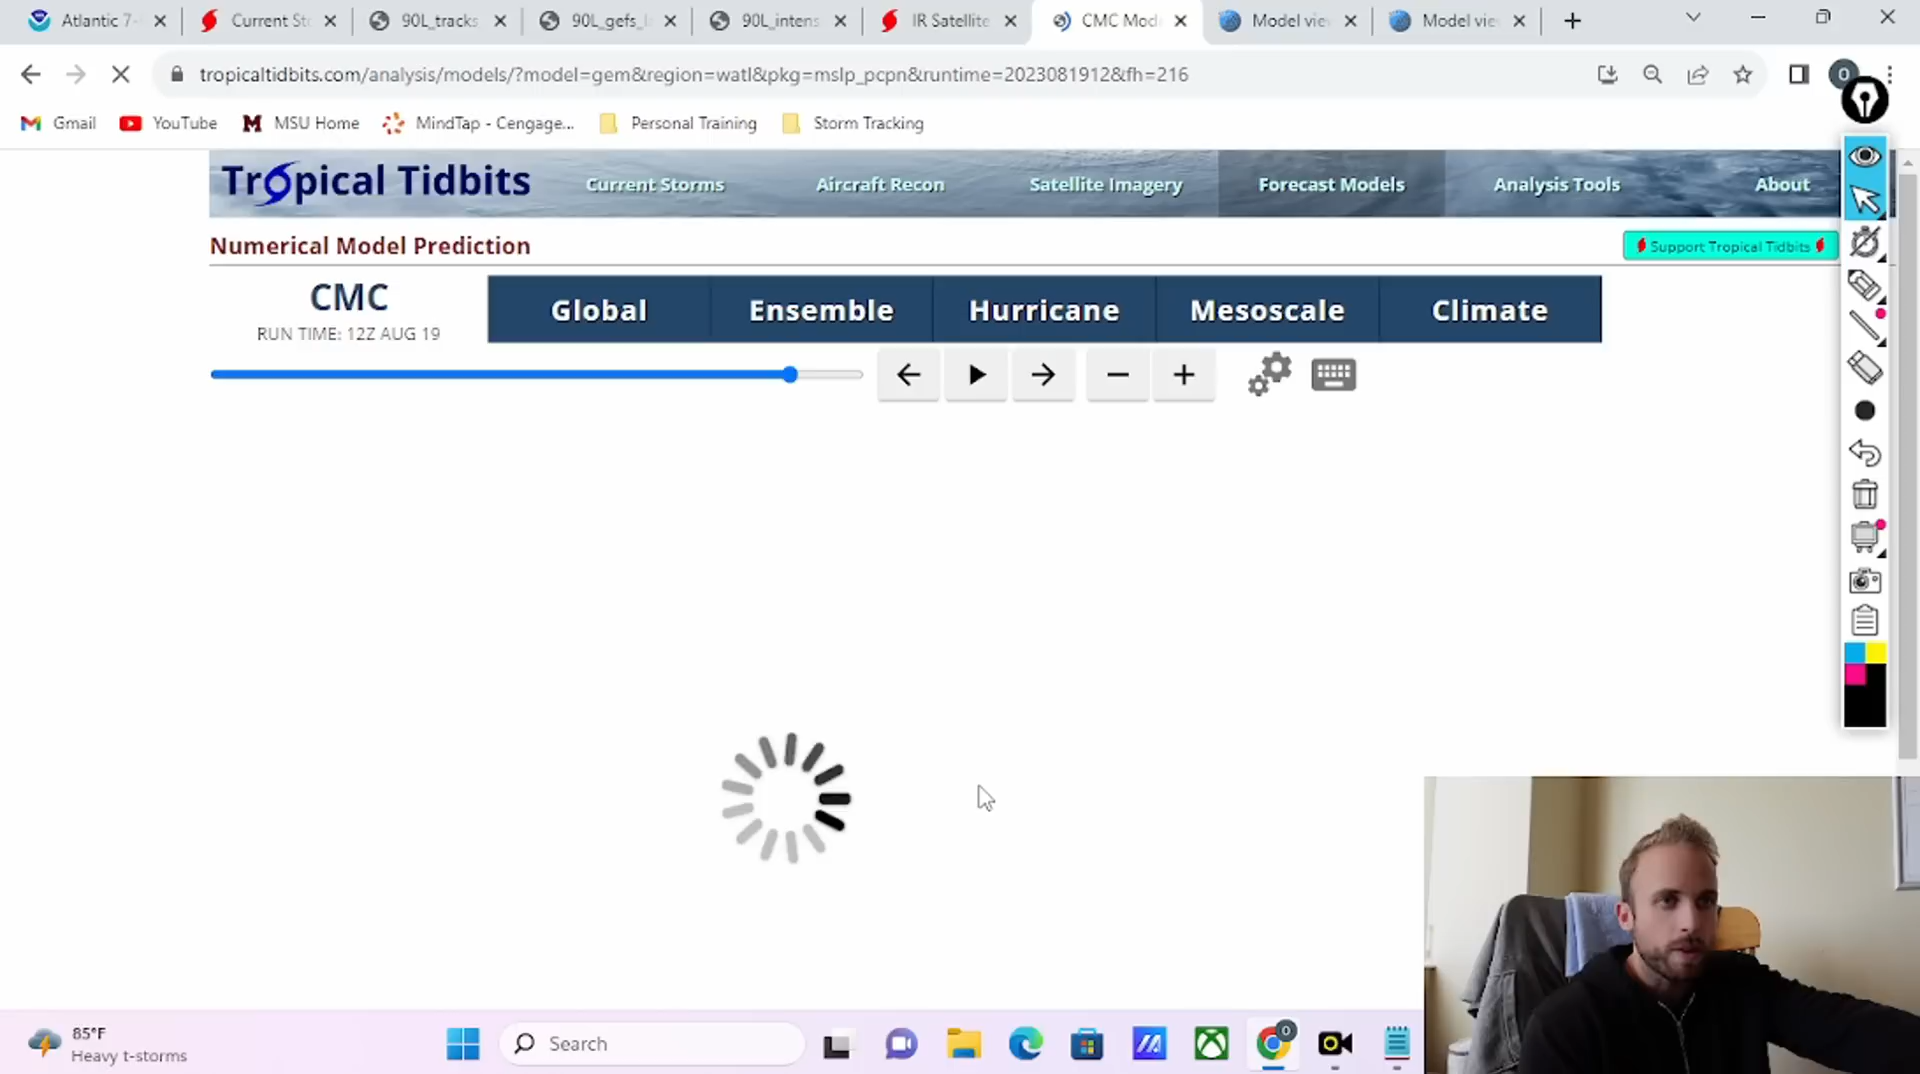 Atlantic 7-
Current St
90L_tracks
90L_gefs_l
90L_intens
IR Satellite
CMC Mod
Model vie
Model vie
tropicaltidbits.com/analysis/models/?model=gem&region=watl&pkg=mslp_pcpn&runtime=2023081912&fh=216
O
Gmail
YouTube
M
MSU Home
MindTap - Cengage...
Personal Training
Storm Tracking
Tropical Tidbits
Current Storms
Aircraft Recon
Satellite Imagery
Forecast Models
Analysis Tools
About
Numerical Model Prediction
Support Tropical Tidbits
CMC
RUN TIME: 12Z AUG 19
Global
Ensemble
Hurricane
Mesoscale
Climate
85°F
Heavy t-storms
Search